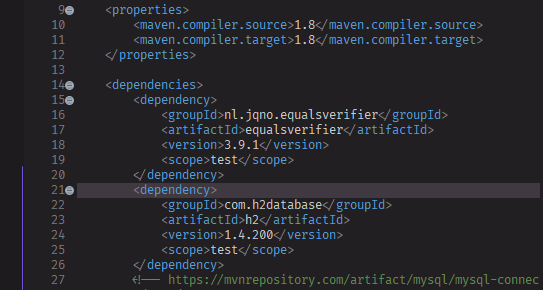 9 <properties>
10 <maven.compiler.source>1.8</maven.compiler.source>
11 <maven.compiler.target>1.8</maven.compiler.target>
12 </properties>
13
14 <dependencies>
15 <dependency>
16 <groupId>nl.jqno.equalsverifier</groupId>
17 <artifactId>equalsverifier</artifactId>
18 <version>3.9.1</version>
19 <scope>test</scope>
20 </dependency>
21 <dependency>
22 <groupId>com.h2database</groupId>
23 <artifactId>h2</artifactId>
24 <version>1.4.200</version>
25 <scope>test</scope>
26 </dependency>
27 <!-- https://mvnrepository.com/artifact/mysql/mysql-connec